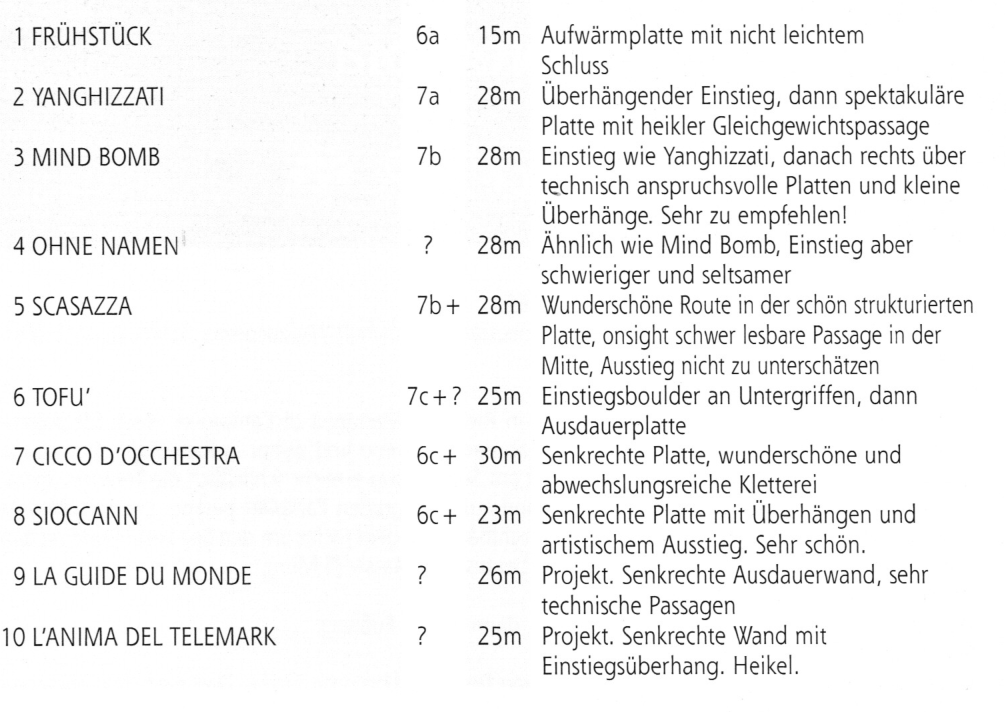 1 FRÜHSTÜCK 6a 15m Aufwärmplatte mit nicht leichtem
Schluss
2 YANGHIZZATI 7a 28m Überhängender Einstieg, dann spektakuläre
Platte mit heikler Gleichgewichtspassage
3 MIND BOMB 7b 28m Einstieg wie Yanghizzati, danach rechts über
technisch anspruchsvolle Platten und kleine
Überhänge. Sehr zu empfehlen!
4 OHNE NAMEN ? 28m Ähnlich wie Mind Bomb, Einstieg aber
schwieriger und seltsamer
5 SCASAZZA 7b+ 28m Wunderschöne Route in der schön strukturierten
Platte, onsight schwer lesbare Passage in der
Mitte, Ausstieg nicht zu unterschätzen
6 TOFU' 7c+? 25m Einstiegsboulder an Untergriffen, dann
Ausdauerplatte
7 CICCO D'OCCHESTRA 6c+ 30m Senkrechte Platte, wunderschöne und
abwechslungsreiche Kletterei
8 SIOCCANN 6c+ 23m Senkrechte Platte mit Überhängen und
artistischem Ausstieg. Sehr schön.
9 LA GUIDE DU MONDE ? 26m Projekt. Senkrechte Ausdauerwand, sehr
technische Passagen
10 L'ANIMA DEL TELEMARK ? 25m Projekt. Senkrechte Wand mit
Einstiegsüberhang. Heikel.